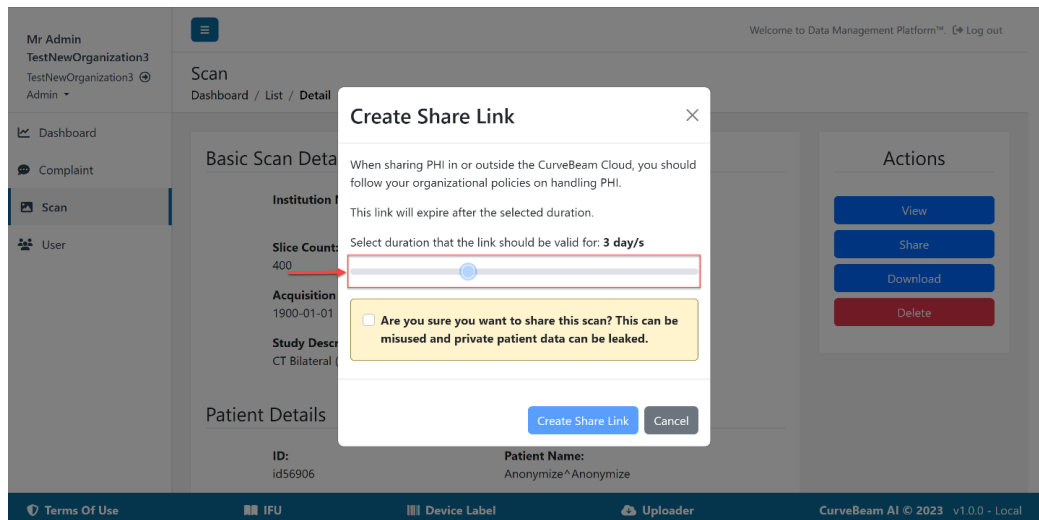 Mr Admin
TestNewOrganization3
TestNewOrganization3
Admin
Dashboard
Complaint
Scan
User
Welcome to Data Management Platform™. Log out
Scan
Dashboard / List / Detail
Basic Scan Deta
Institution
Slice Count:
400
Acquisition
1900-01-01
Study Descr
CT Bilateral (
Patient Details
ID:
id56906
Patient Name:
Anonymize^Anonymize
Create Share Link
When sharing PHI in or outside the CurveBeam Cloud, you should
follow your organizational policies on handling PHI.
This link will expire after the selected duration.
Select duration that the link should be valid for: 3 day/s
Are you sure you want to share this scan? This can be
misused and private patient data can be leaked.
Create Share Link
Cancel
Actions
View
Share
Download
Delete
Terms Of Use
IFU
Device Label
Uploader
CurveBeam AI © 2023 v1.0.0 - Local